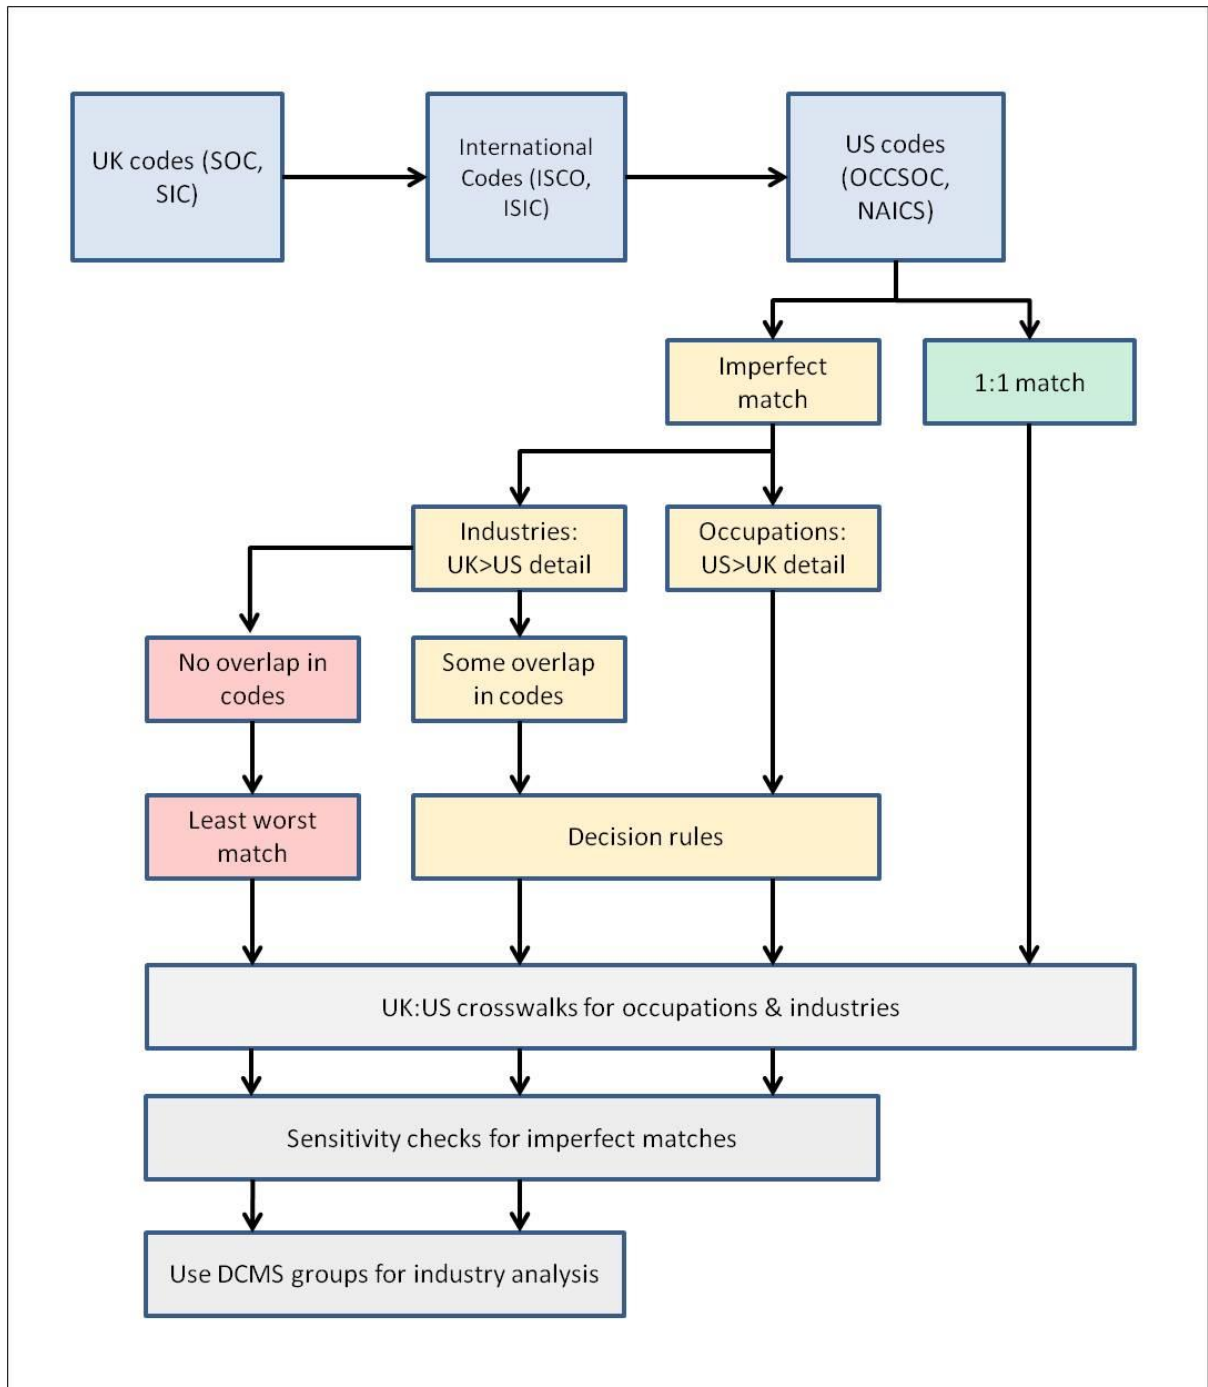 UK codes (SOC,
SIC)
International
Codes (ISCO,
ISIC)
US codes
(OCCSOC,
NAICS)
Imperfect
match
1:1 match
Industries:
UK>US detail
Occupations:
US>UK detail
No overlap in
codes
Some overlap
in codes
Least worst
match
Decision rules
UK:US crosswalks for occupations & industries
Sensitivity checks for imperfect matches
Use DCMS groups for industry analysis